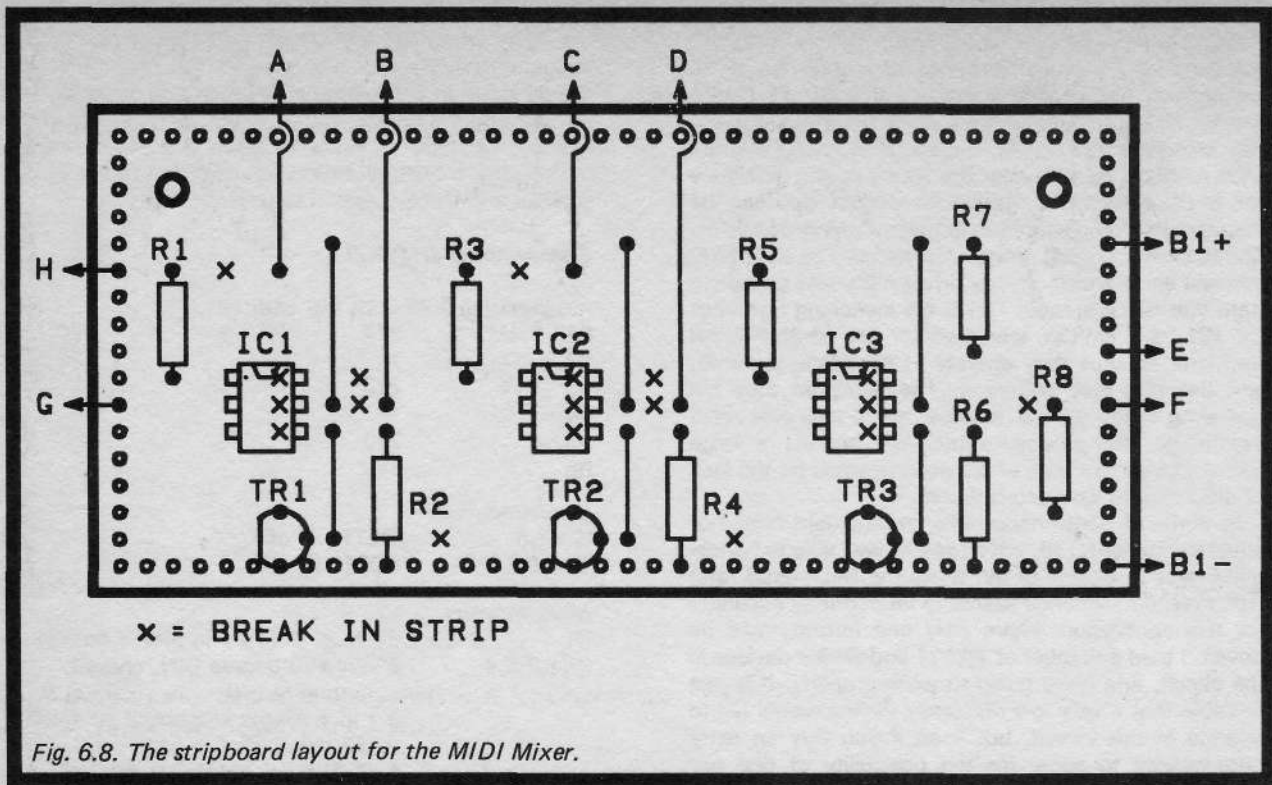 A B C D
R1 R3 R5 R7 B1+
H
IC1 IC2 IC3 E
R8
G F
R6
TR1 R2 TR2 R4 TR3
B1-
x = BREAK IN STRIP
Fig. 6.8. The stripboard layout for the MIDI Mixer.